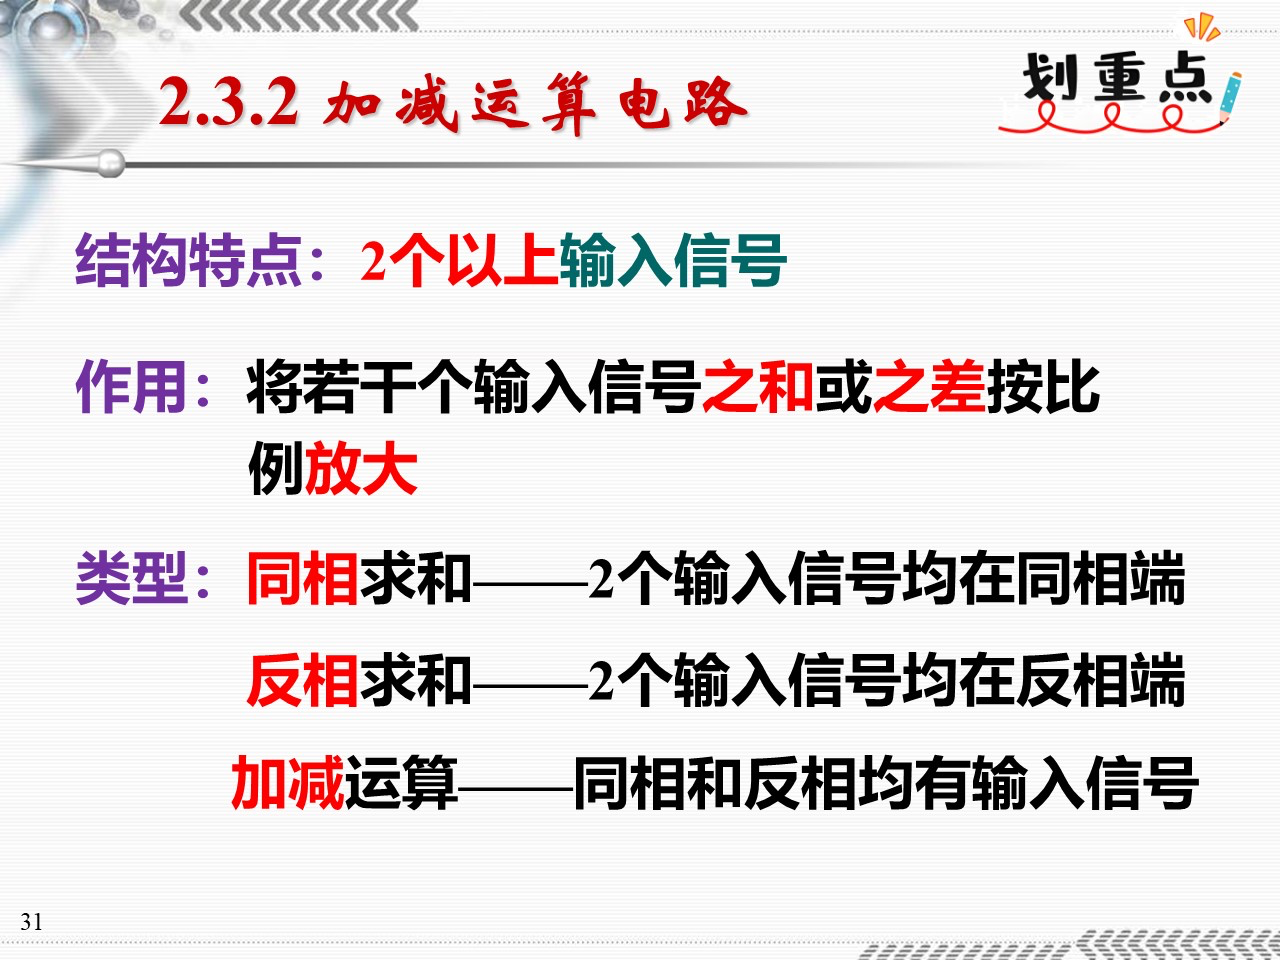 2.3.2 加减运算电路
划重点
结构特点：2个以上输入信号
作用：将若干个输入信号之和或之差按比
例放大
类型：同相求和——2个输入信号均在同相端
反相求和——2个输入信号均在反相端
加减运算——同相和反相均有输入信号
31